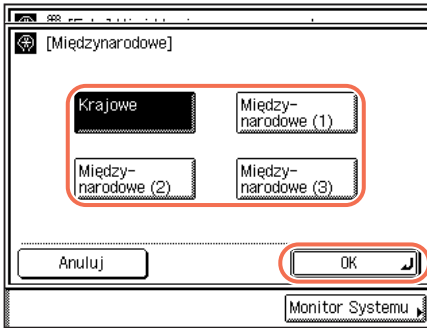 [Międzynarodowe]
Krajowe
Między-
narodowe (1)
Między-
narodowe (2)
Między-
narodowe (3)
Anuluj
OK
Monitor Systemu